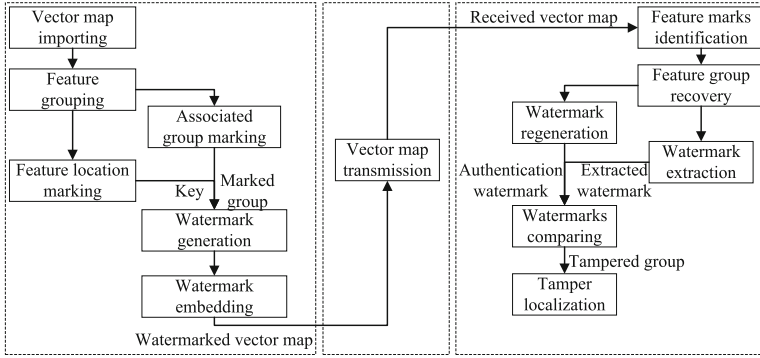 Vector map
importing
Feature
grouping
Associated
group marking
Feature location
marking
Key
Marked
group
Watermark
generation
Watermark
embedding
Watermarked vector map
Vector map
transmission
Received vector map
Feature marks
identification
Feature group
recovery
Watermark
regeneration
Watermark
extraction
Authentication
watermark
Extracted
watermark
Watermarks
comparing
Tampered group
Tamper
localization